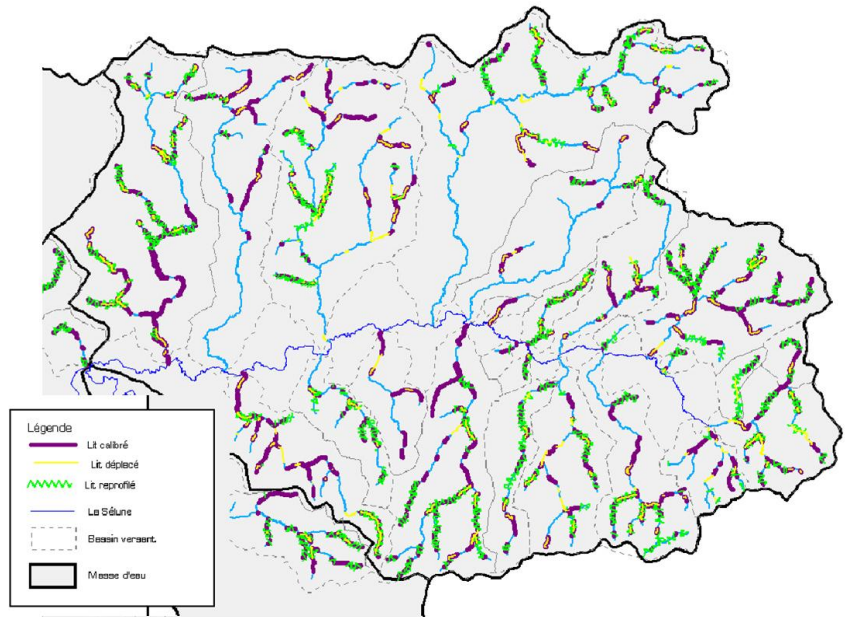 Légende
Lit calibré
Lit déplacé
Lit reprofilé
La Sélune
Bassin versant.
Masse d'eau